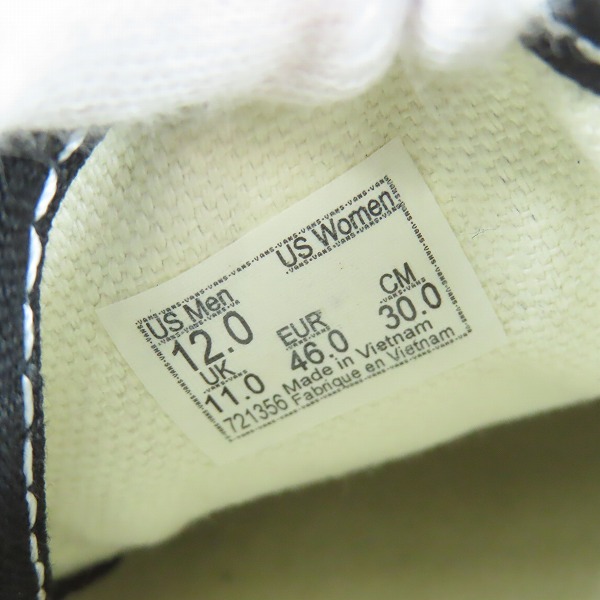 US Men US Women
12.0
UK EUR CM
11.0 46.0 30.0
721356 Made in Vietnam
Fabrique en Vietnam